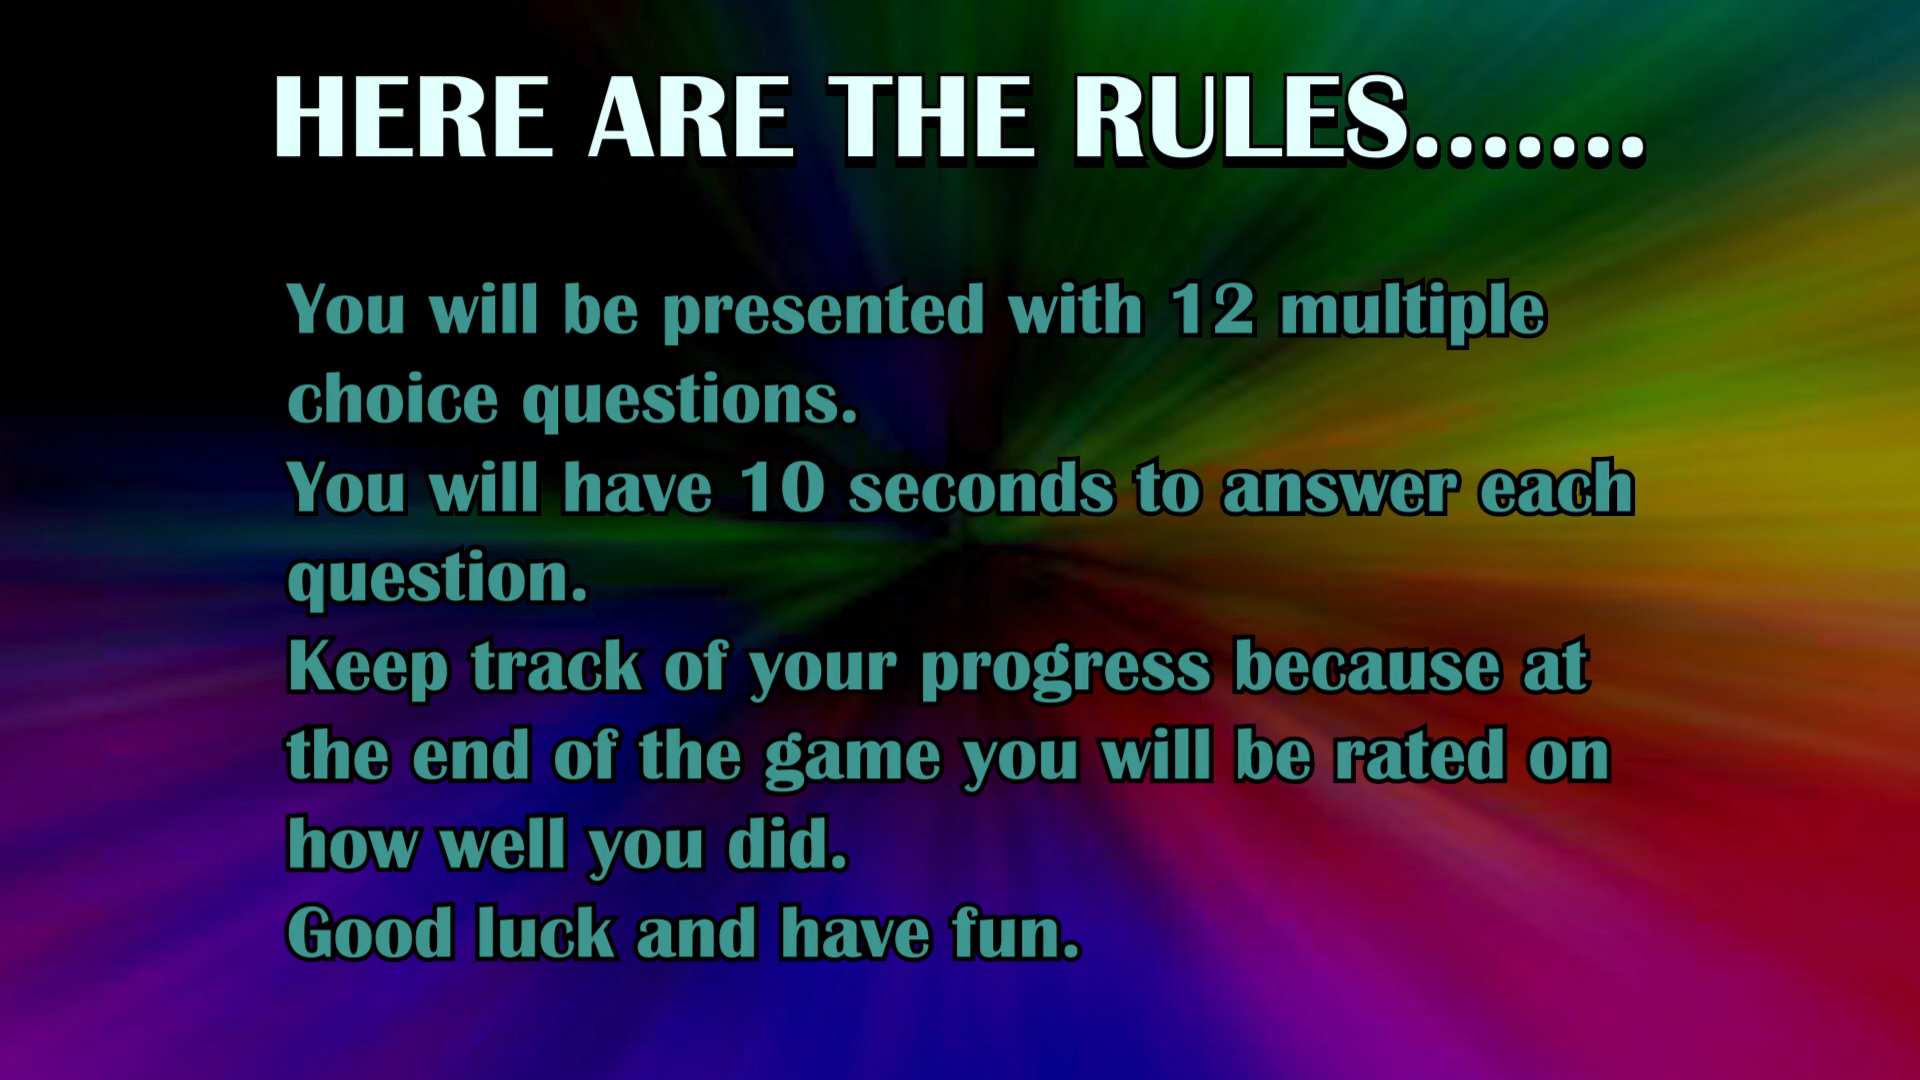 HERE ARE THE RULES.......
You will be presented with 12 multiple
choice questions.
You will have 10 seconds to answer each
question.
Keep track of your progress because at
the end of the game you will be rated on
how well you did.
Good luck and have fun.